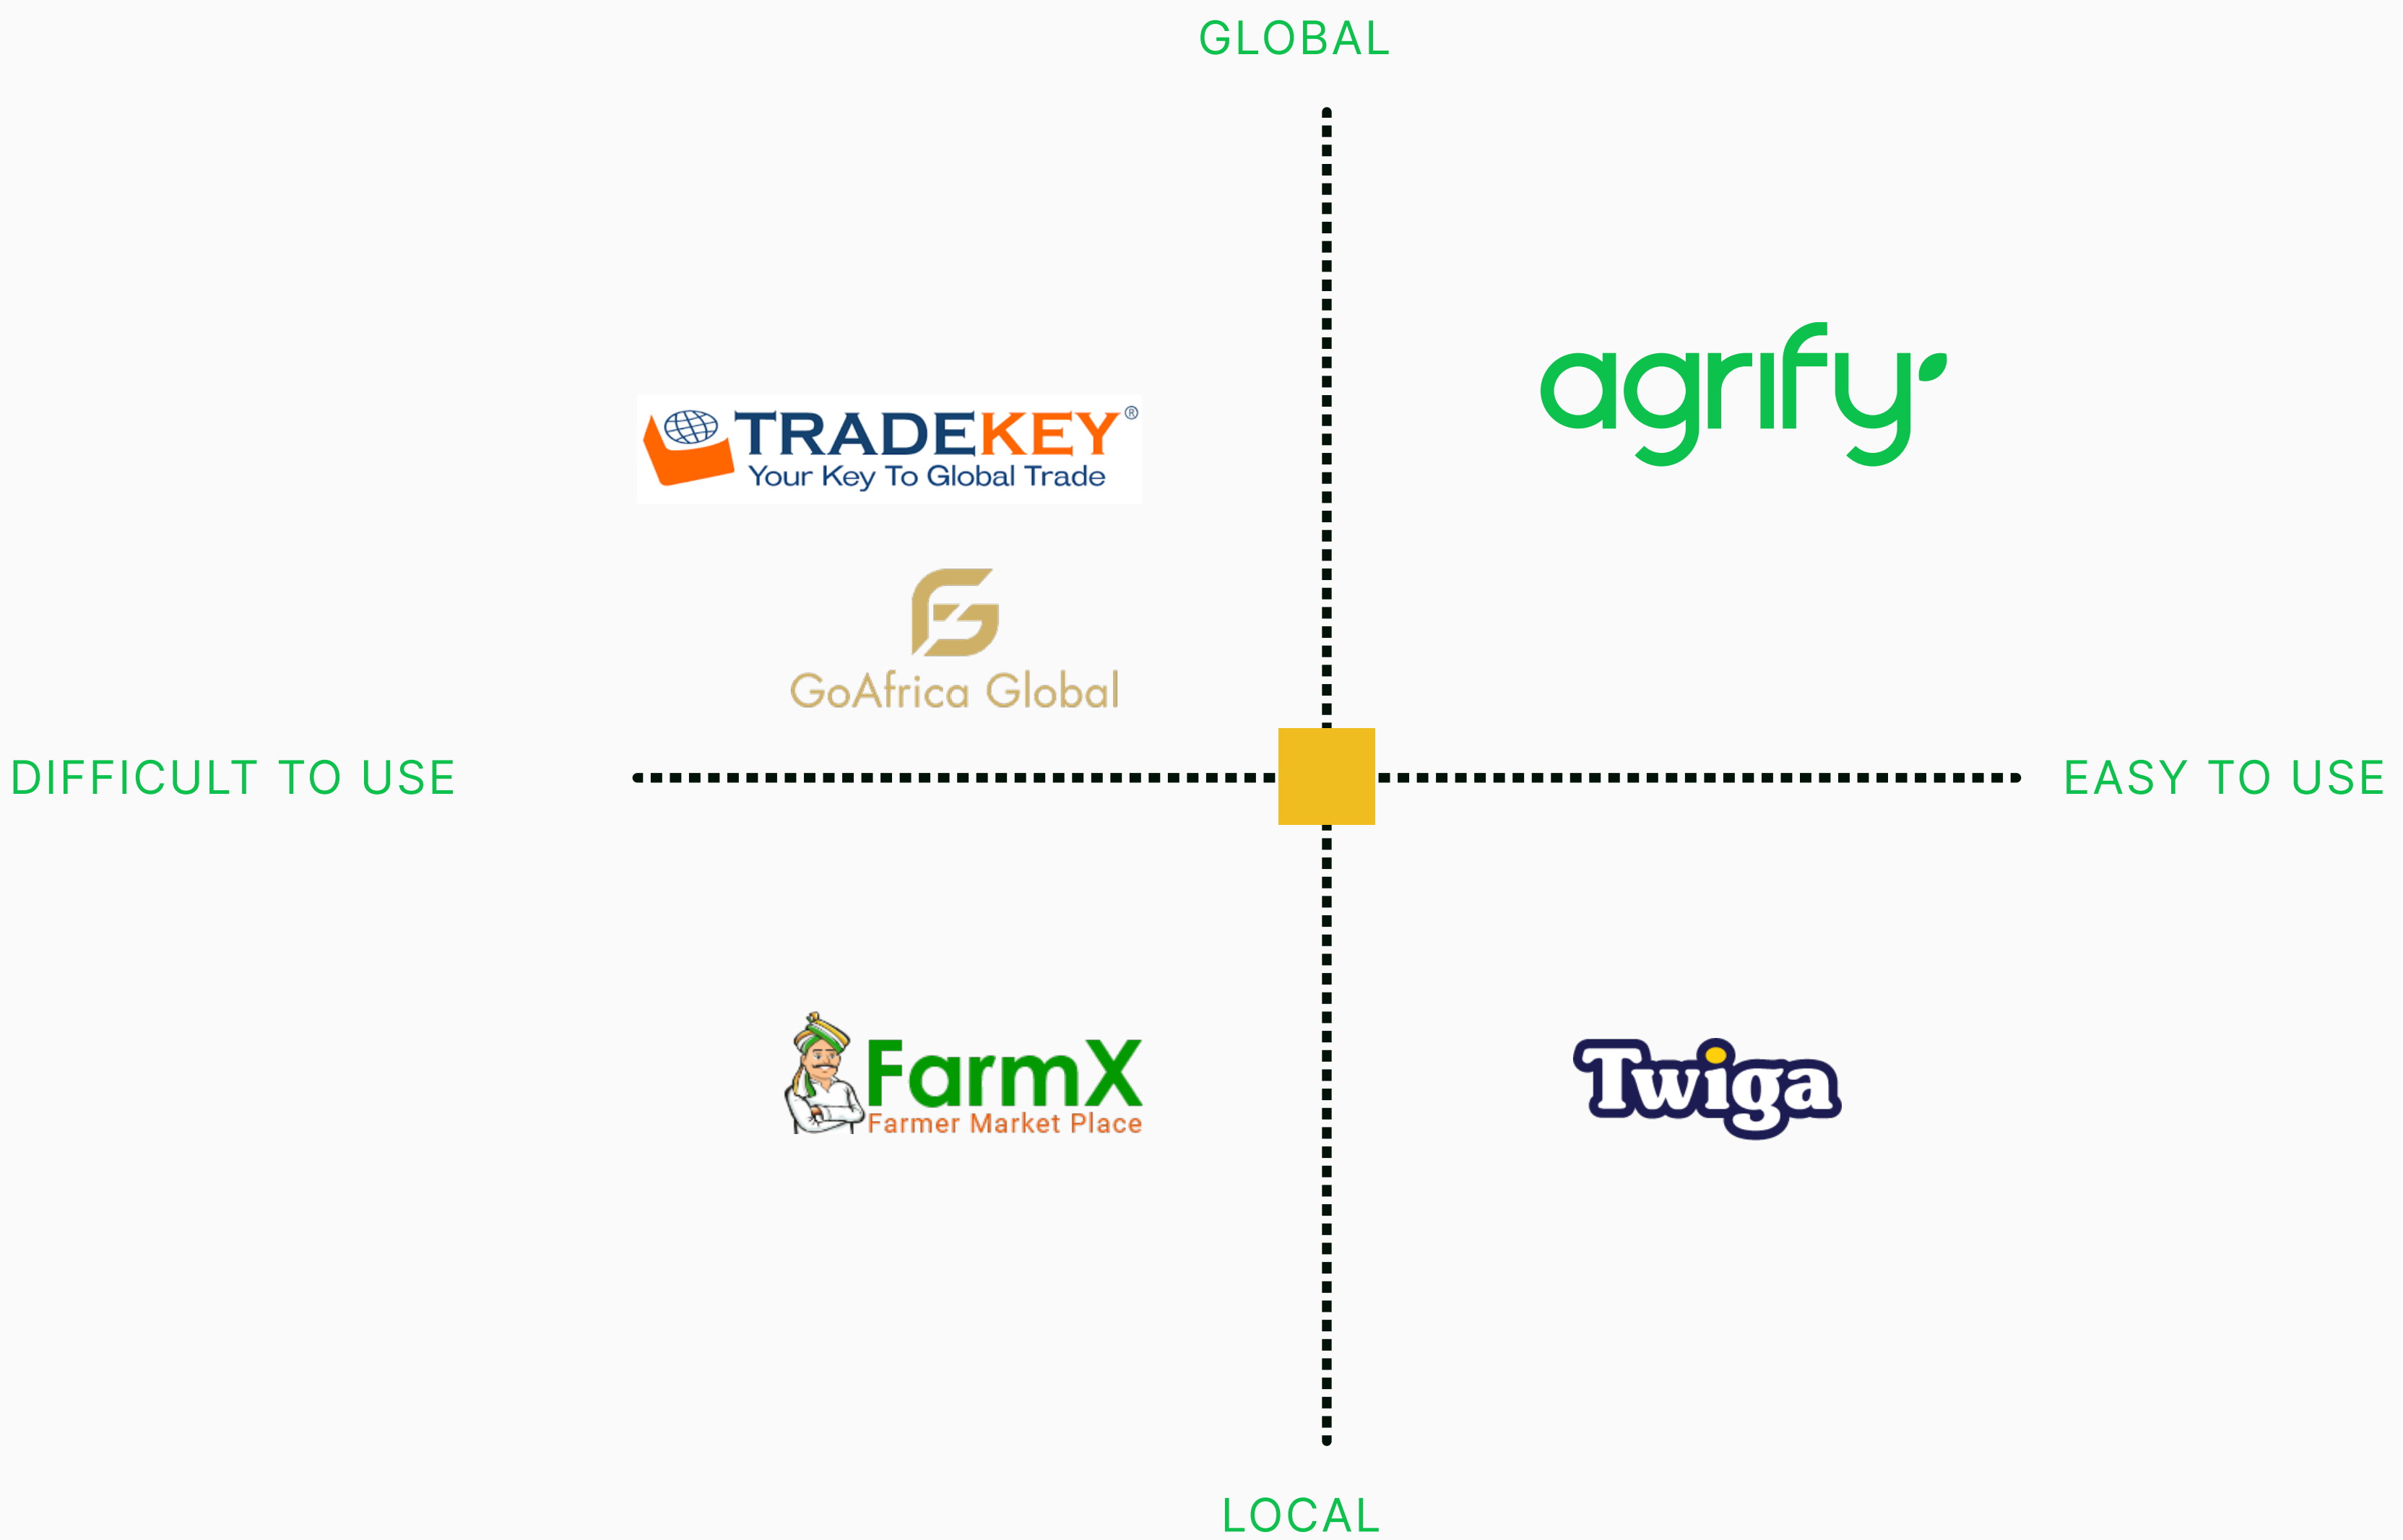 GLOBAL
agrify
TRADEKEY®
Your Key To Global Trade
GoAfrica Global
DIFFICULT TO USE
EASY TO USE
FarmX
Farmer Market Place
Twiga
LOCAL